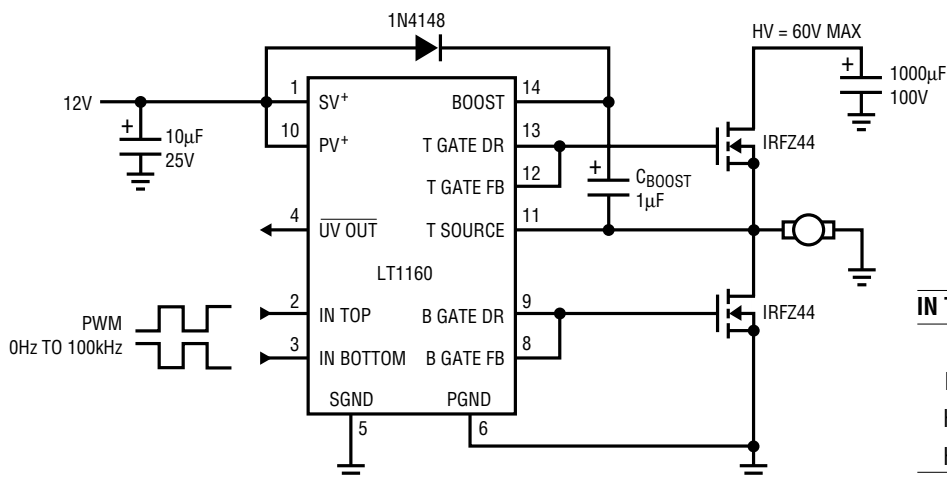 1N4148
HV = 60V MAX
+
1000µF
100V
12V
+
10µF
25V
1
SV+
10
PV+
4
UV OUT
LT1160
2
IN TOP
3
IN BOTTOM
SGND
5
PGND
6
BOOST
14
T GATE DR
13
T GATE FB
12
T SOURCE
11
B GATE DR
9
B GATE FB
8
+
CBOOST
1µF
IRFZ44
IRFZ44
PWM
0Hz TO 100kHz
IN